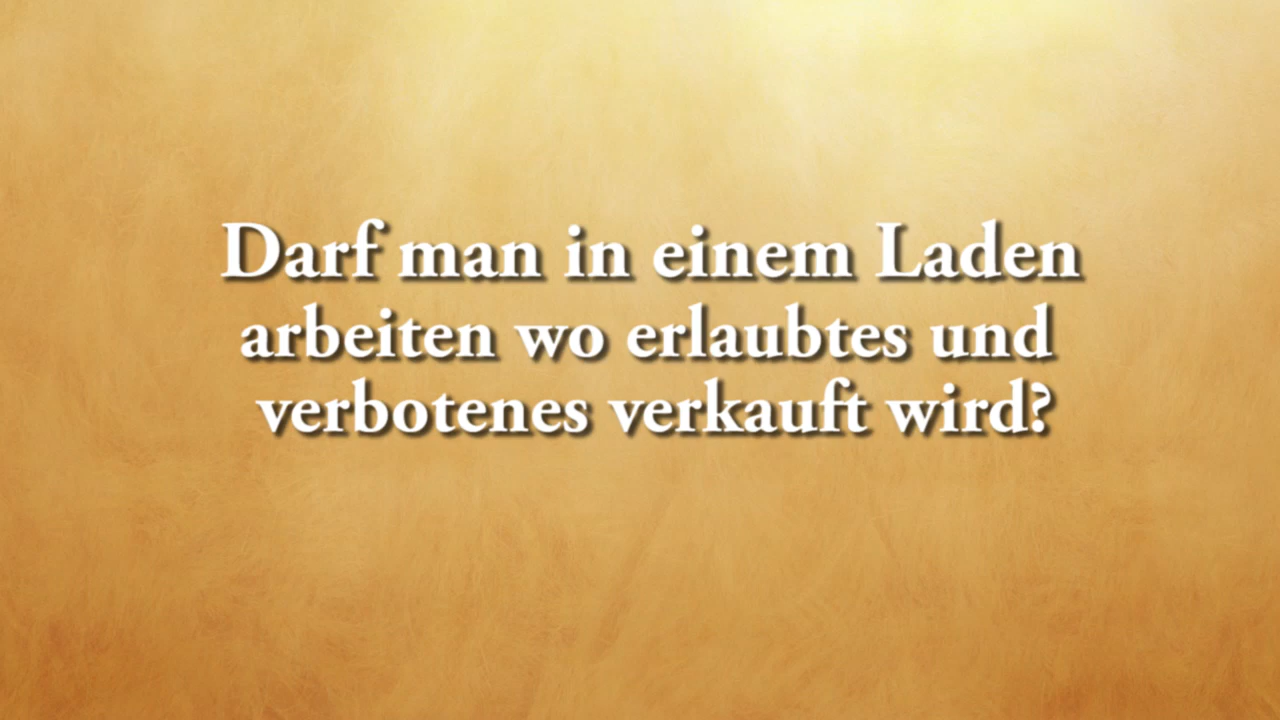 Darf man in einem Laden
arbeiten wo erlaubtes und
verbotenes verkauft wird?